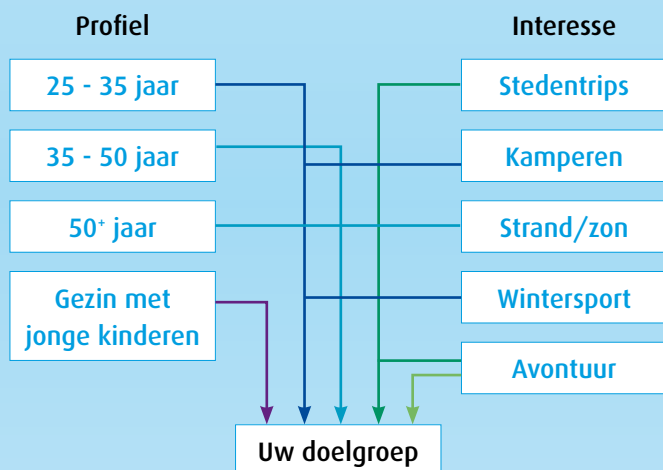 Profiel
25 - 35 jaar
35 - 50 jaar
50+ jaar
Gezin met
jonge kinderen
Interesse
Stedentrips
Kamperen
Strand/zon
Wintersport
Avontuur
Uw doelgroep